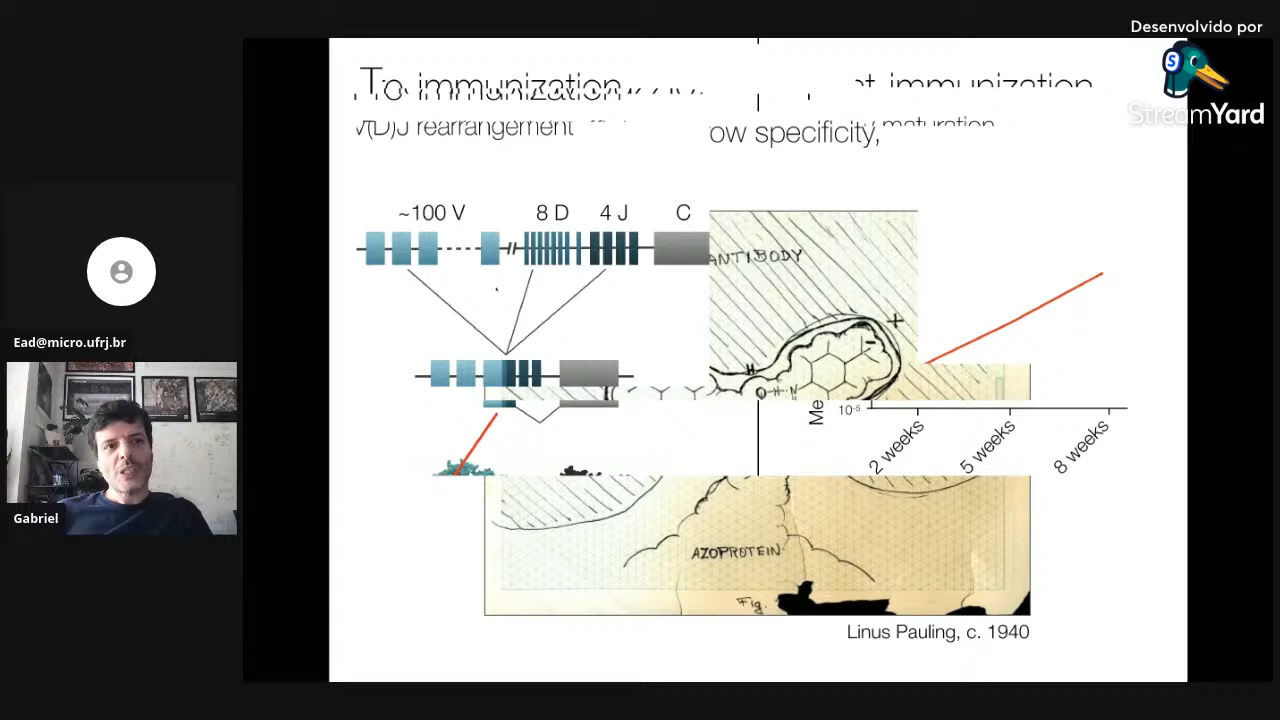 Desenvolvido por
StreamYard
To immunization
immunization
V(D)J rearrangement
ow specificity,
maturation
~100 V
8 D
4 J
C
ANTIBODY
H
+
-
O-H-N
Ead@micro.ufrj.br
Me
10-5
2 weeks
5 weeks
8 weeks
Gabriel
AZOPROTEIN
Fig.
Linus Pauling, c. 1940